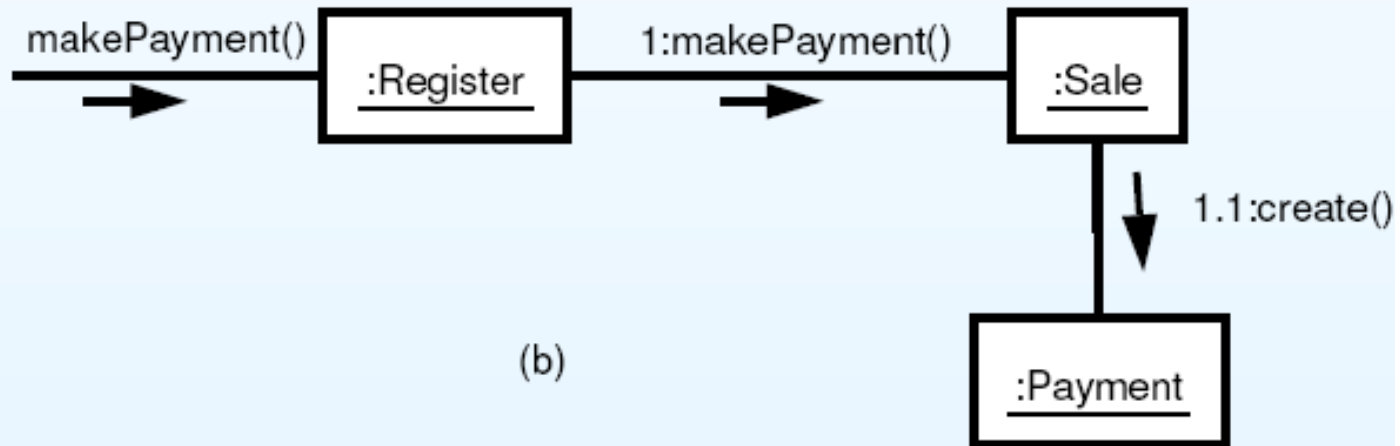 makePayment()
:Register
1:makePayment()
:Sale
1.1:create()
(b)
:Payment